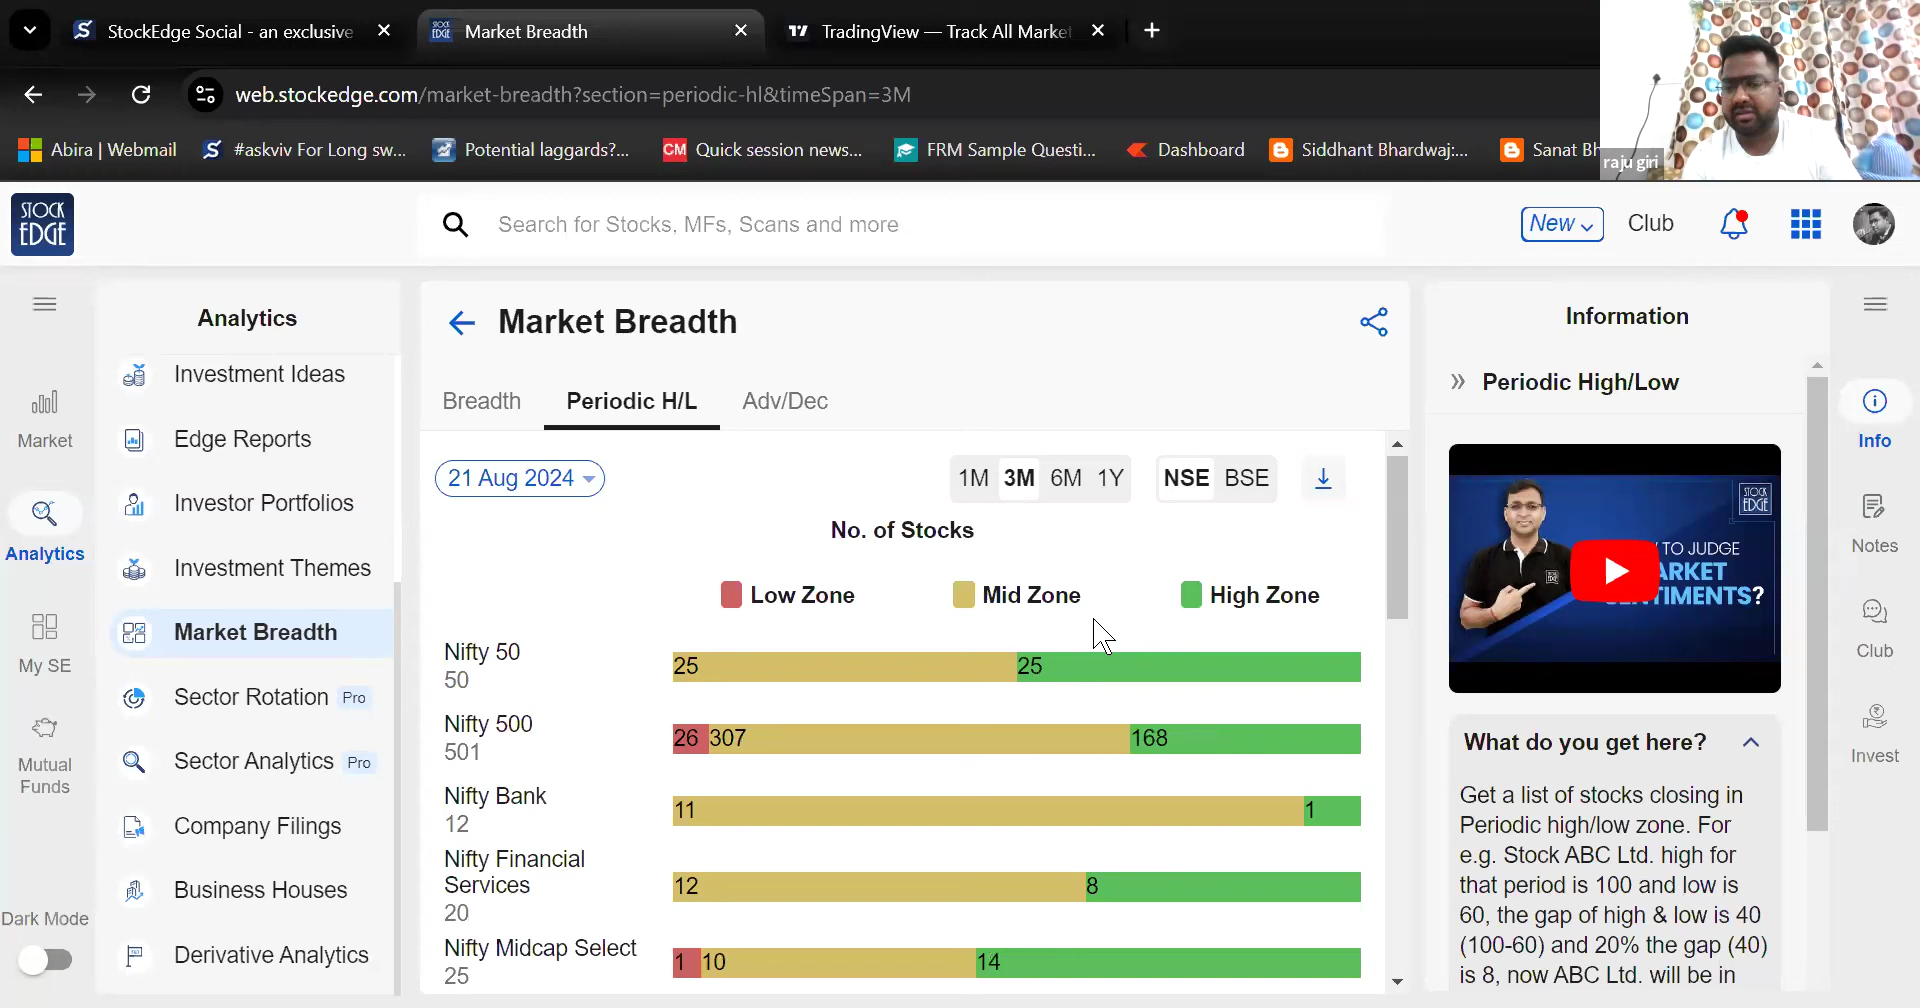 StockEdge Social - an exclusive
Market Breadth
TradingView — Track All Market
web.stockedge.com/market-breadth?section=periodic-hl&timeSpan=3M
Abira | Webmail
#askviv For Long sw...
Potential laggards?...
CM Quick session news...
FRM Sample Questi...
Dashboard
Siddhant Bhardwaj:...
Sanat Bh
raju giri
STOCK
EDGE
Search for Stocks, MFs, Scans and more
New
Club
Market
Analytics
My SE
Mutual
Funds
Dark Mode
Analytics
Investment Ideas
Edge Reports
Investor Portfolios
Investment Themes
Market Breadth
Sector Rotation Pro
Sector Analytics Pro
Company Filings
Business Houses
Derivative Analytics
Market Breadth
Breadth
Periodic H/L
Adv/Dec
21 Aug 2024
1M 3M 6M 1Y
NSE BSE
No. of Stocks
Low Zone
Mid Zone
High Zone
Nifty 50
50
25 25
Nifty 500
501
26 307 168
Nifty Bank
12
11 1
Nifty Financial
Services
20
12 8
Nifty Midcap Select
25
1 10 14
Information
Periodic High/Low
STOCK
EDGE
TO JUDGE
ARKET
TIMENTS?
What do you get here?
Get a list of stocks closing in
Periodic high/low zone. For
e.g. Stock ABC Ltd. high for
that period is 100 and low is
60, the gap of high & low is 40
(100-60) and 20% the gap (40)
is 8, now ABC Ltd. will be in
Info
Notes
Club
Invest